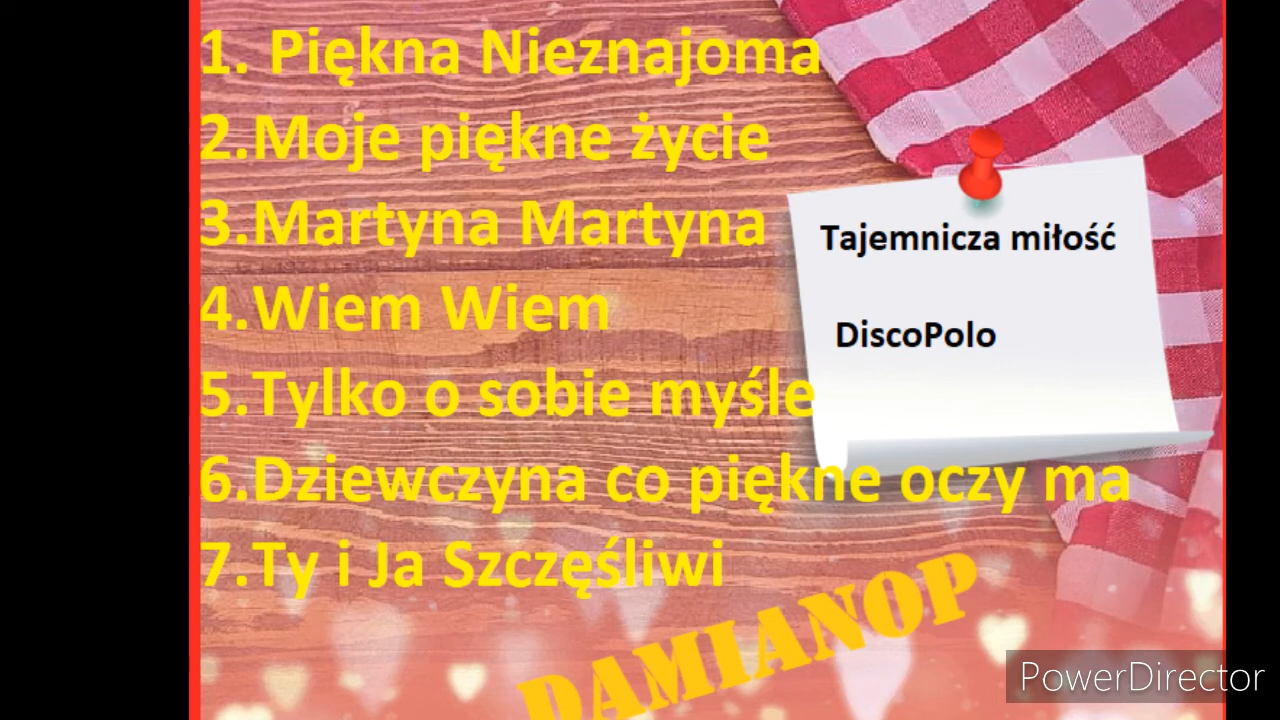 1. Piękna Nieznajoma
2.Moje piękne życie
3.Martyna Martyna
4.Wiem Wiem
5.Tylko o sobie myśle
6.Dziewczyna co piękne oczy ma
7.Ty i Ja Szczęśliwi
Tajemnicza miłość
DiscoPolo
DAMIANOP
PowerDirector